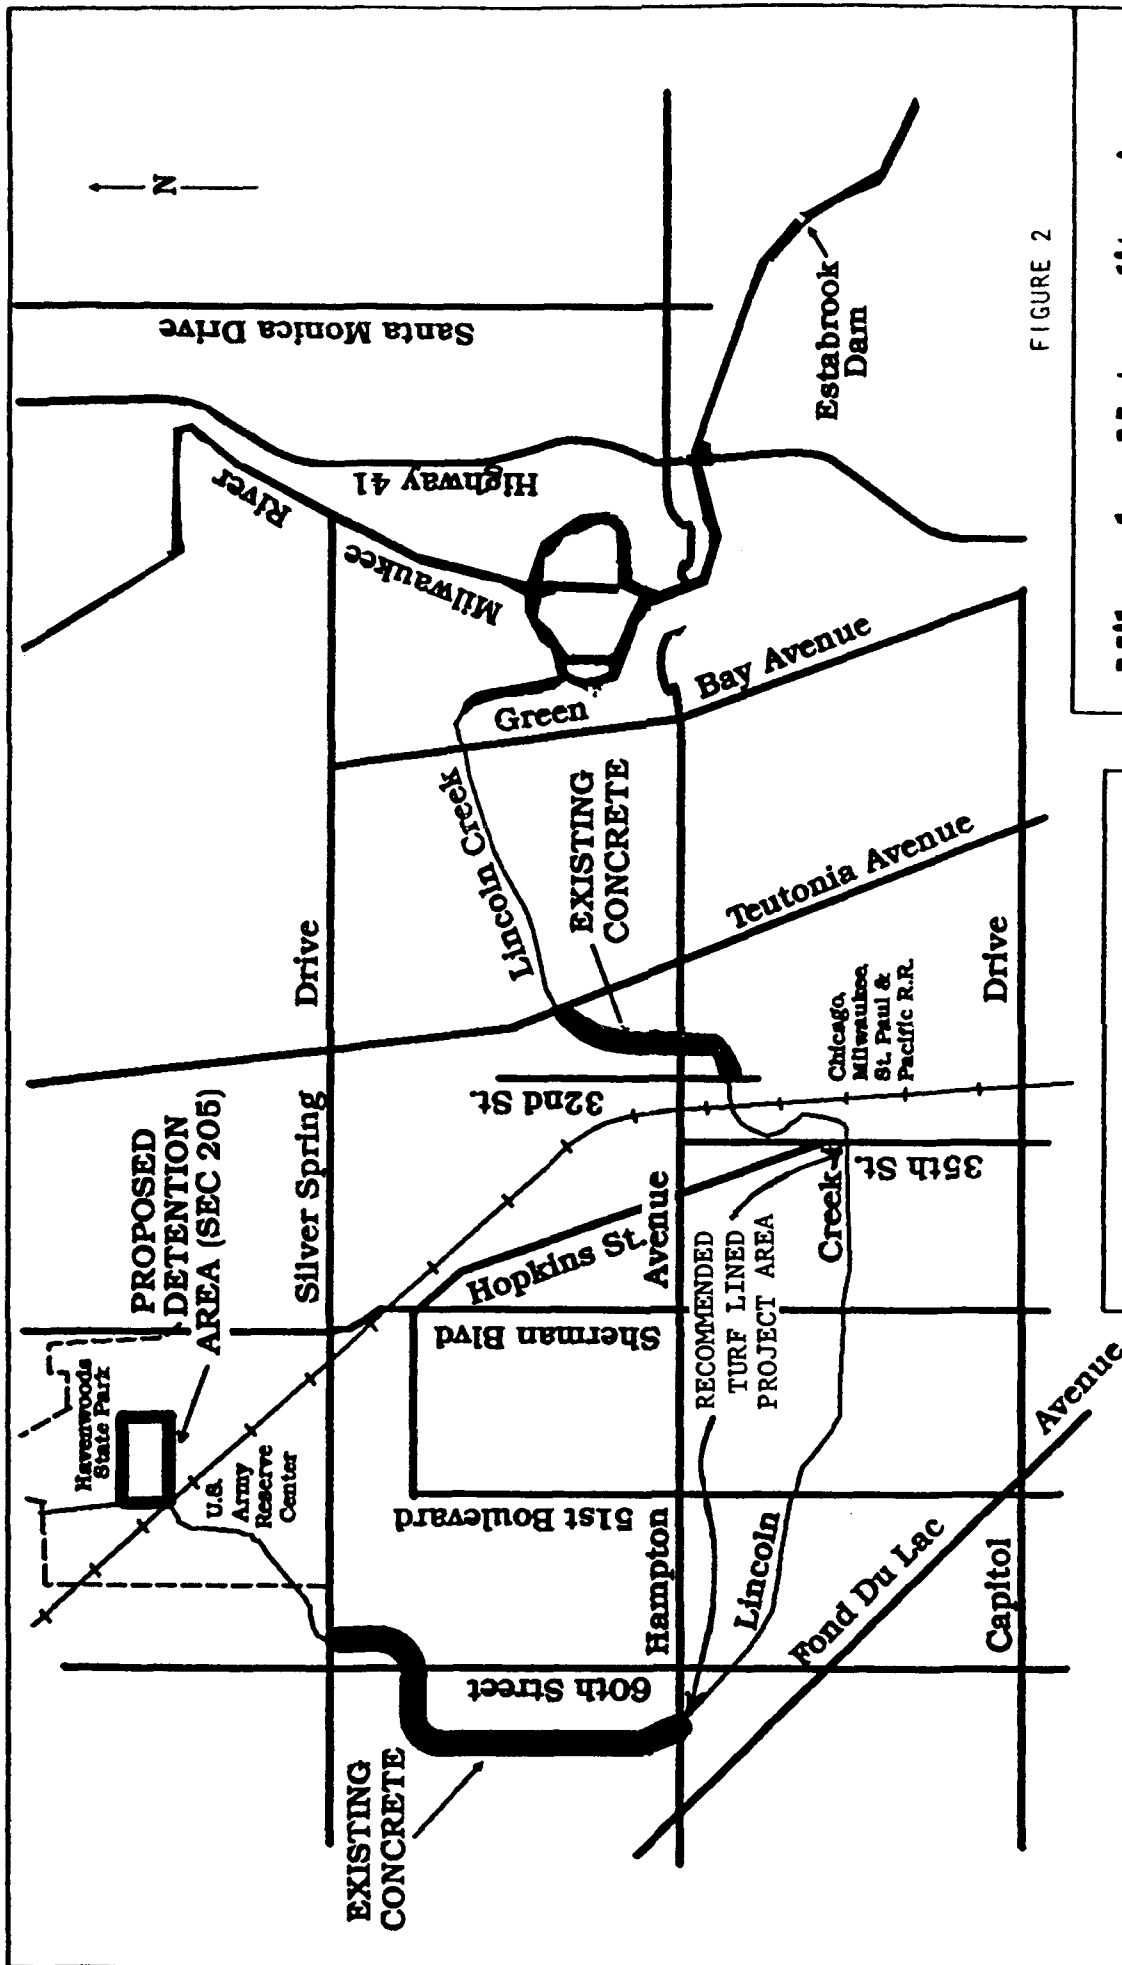 N
Santa Monica Drive
Highway 41
Milwaukee
River
Estabrook
Dam
FIGURE 2
Green
Bay Avenue
Lincoln Creek
EXISTING
CONCRETE
Teutonia Avenue
Silver Spring
Drive
32nd St.
Chicago,
Milwaukee,
St. Paul &
Pacific R.R.
Drive
35th St.
PROPOSED
DETENTION
AREA (SEC 205)
Havenwoods
State Park
U.S.
Army
Reserve
Center
Hopkins St.
Avenue
Sherman Blvd
RECOMMENDED
TURF LINED
PROJECT AREA
Creek
51st Boulevard
Hampton
Lincoln
Fond Du Lac
Avenue
Capitol
60th Street
EXISTING
CONCRETE